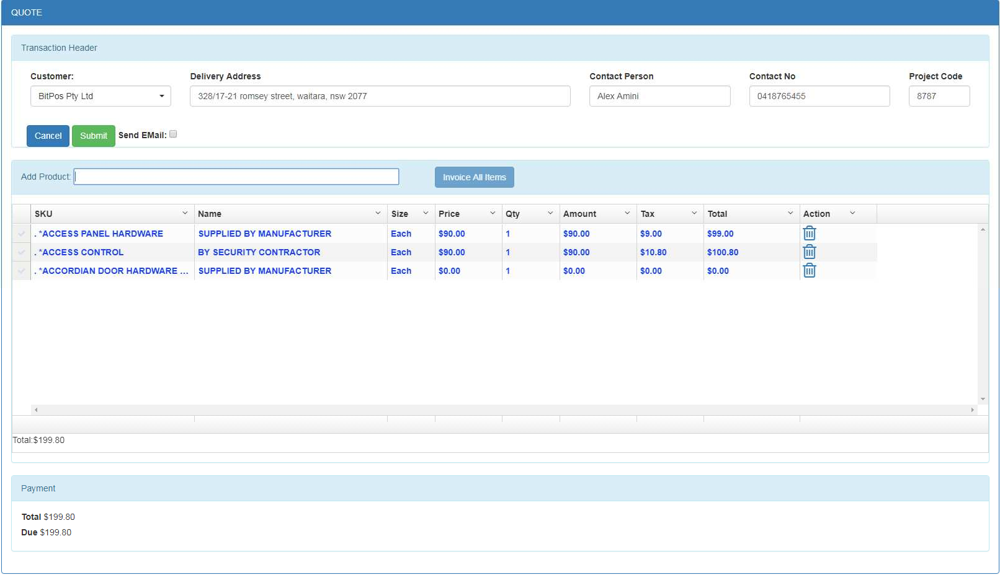 QUOTE
Transaction Header
Customer: Delivery Address Contact Person Contact No Project Code
BitPos Pty Ltd 328/17-21 romsey street, waitara, nsw 2077 Alex Amini 0418765455 8787
Cancel Submit Send EMail:
Add Product: Invoice All Items
SKU Name Size Price Qty Amount Tax Total Action
. *ACCESS PANEL HARDWARE SUPPLIED BY MANUFACTURER Each $90.00 1 $90.00 $9.00 $99.00
. *ACCESS CONTROL BY SECURITY CONTRACTOR Each $90.00 1 $90.00 $10.80 $100.80
. *ACCORDIAN DOOR HARDWARE ... SUPPLIED BY MANUFACTURER Each $0.00 1 $0.00 $0.00 $0.00
Total:$199.80
Payment
Total $199.80
Due $199.80